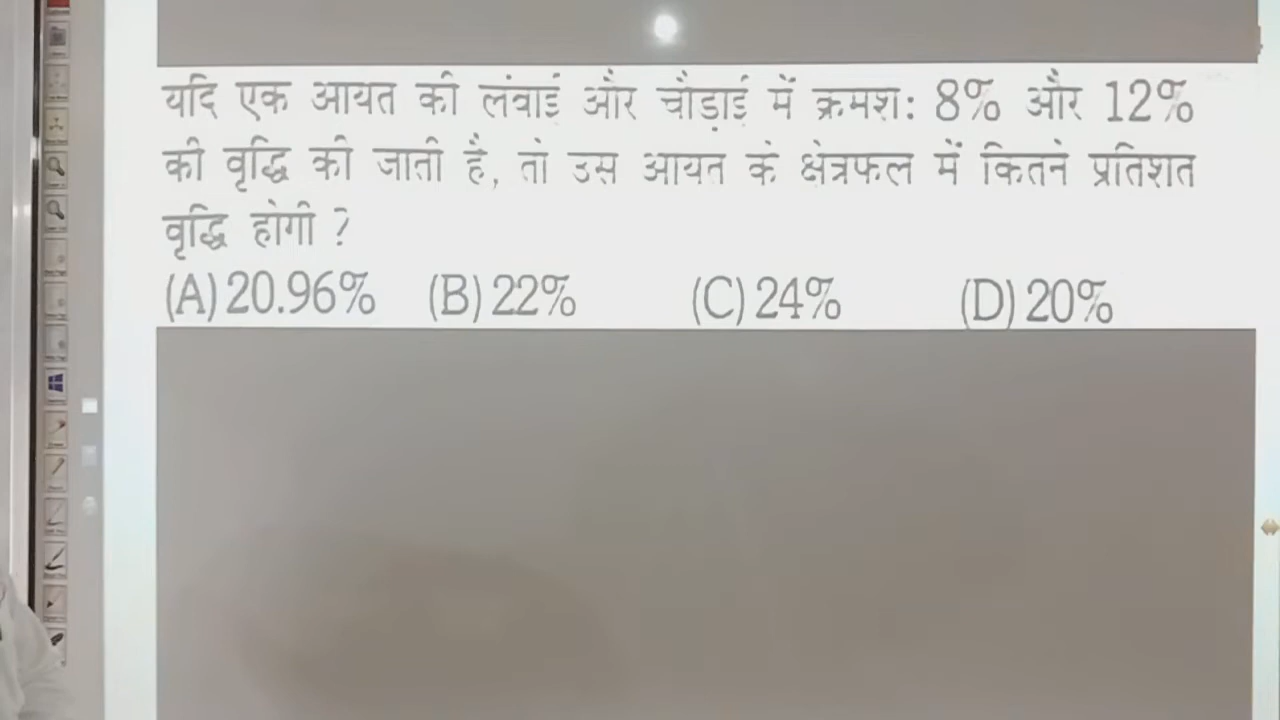 यदि एक आयत की लंबाई और चौड़ाई में क्रमश: 8% और 12%
की वृद्धि की जाती है, तो उस आयत के क्षेत्रफल में कितने प्रतिशत
वृद्धि होगी ?
(A) 20.96% (B) 22% (C) 24% (D) 20%